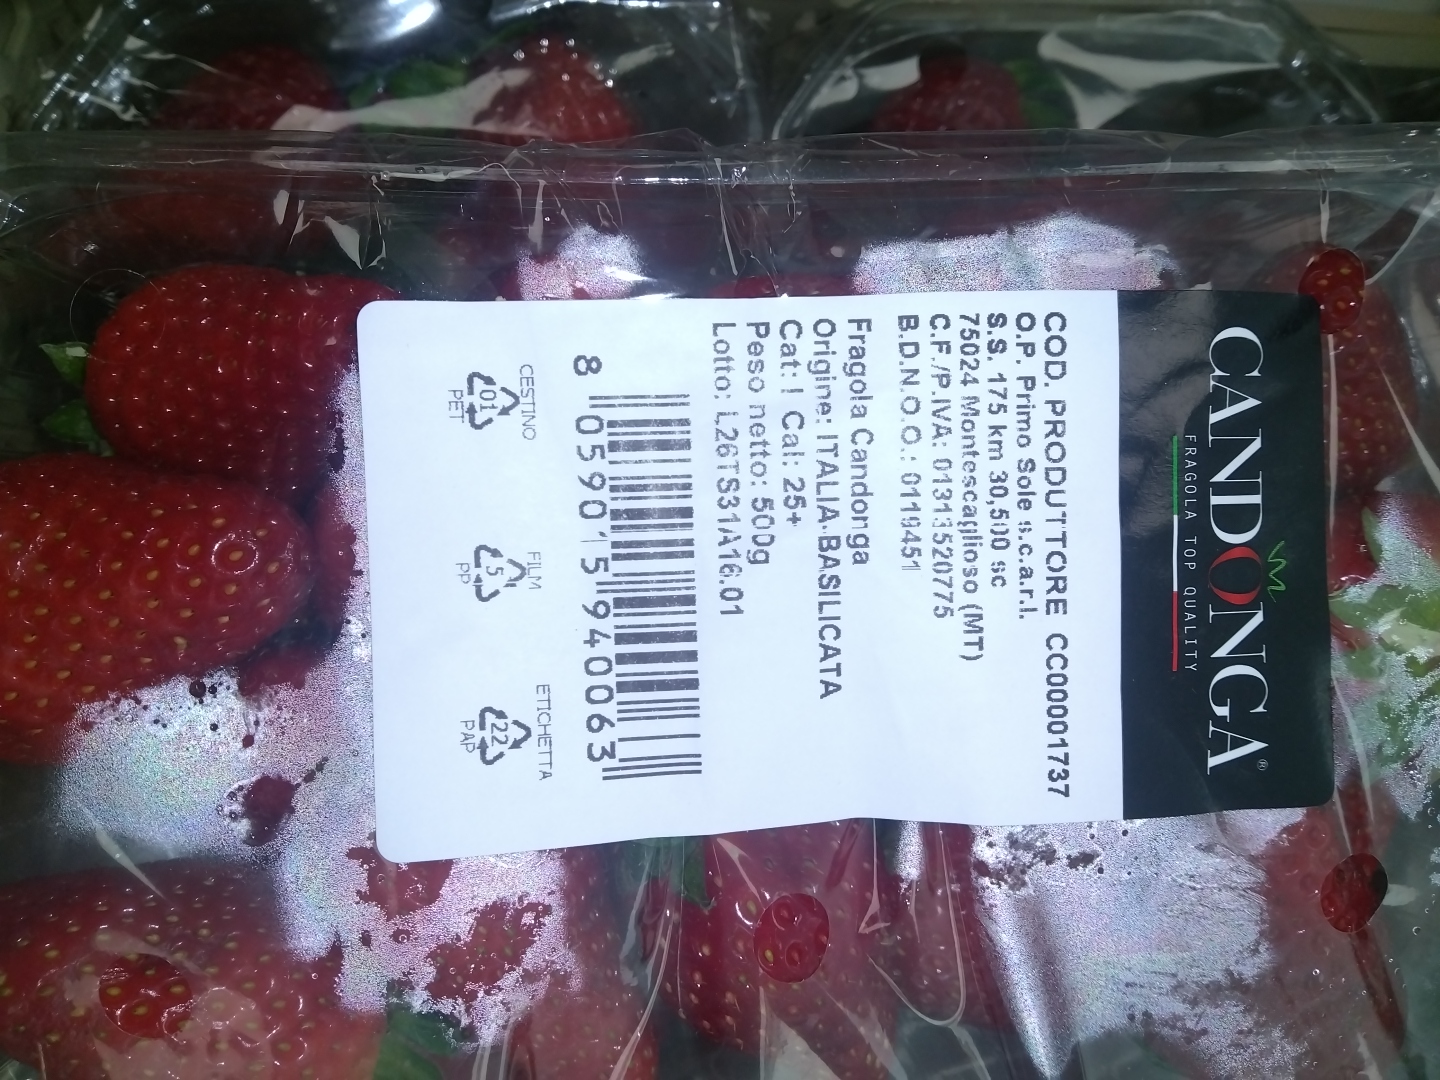 CANDONGA®
FRAGOLA TOP QUALITY
COD. PRODUTTORE CC00001737
O.P. Primo Sole s.c.a.r.l.
S.S. 175 km 30,500 sc
75024 Montescaglioso (MT)
C.F./P.IVA: 01313520775
B.D.N.O.O.: 0119451
Fragola Candonga
Origine: ITALIA-BASILICATA
Cat: I Cal: 25+
Peso netto: 500g
Lotto: L26TS31A16.01
8 059015 940063
CESTINO
01
PET
FILM
5
PP
ETICHETTA
22
PAP